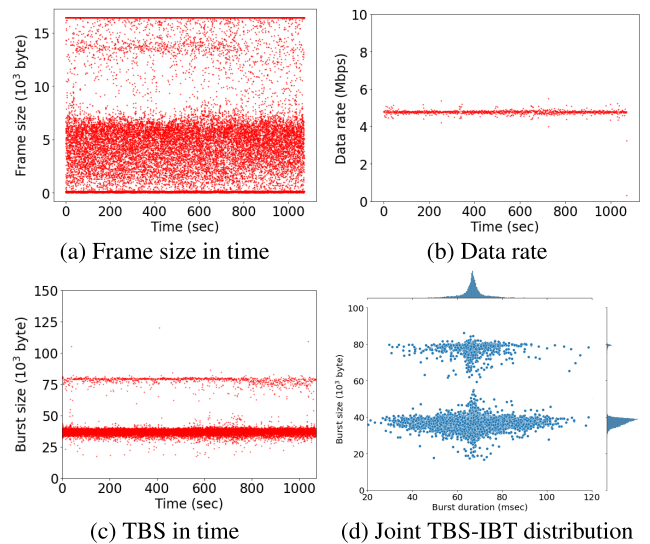 15
10
5
0
Frame size (10³ byte)
0 200 400 600 800 1000
Time (sec)
(a) Frame size in time
10
8
6
4
2
0
Data rate (Mbps)
0 200 400 600 800 1000
Time (sec)
(b) Data rate
150
125
100
75
50
25
0
Burst size (10³ byte)
0 200 400 600 800 1000
Time (sec)
(c) TBS in time
100
80
60
40
20
0
Burst size (10³ byte)
20 40 60 80 100 120
Burst duration (msec)
(d) Joint TBS-IBT distribution